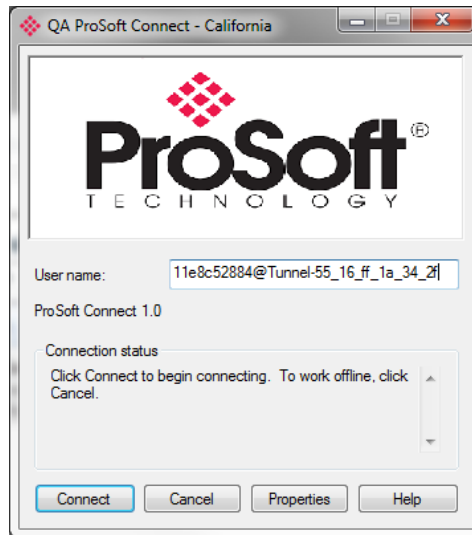 QA ProSoft Connect - California
ProSoft®
TECHNOLOGY
User name: 11e8c52884@Tunnel-55_16_ff_1a_34_2f
ProSoft Connect 1.0
Connection status
Click Connect to begin connecting. To work offline, click
Cancel.
Connect Cancel Properties Help